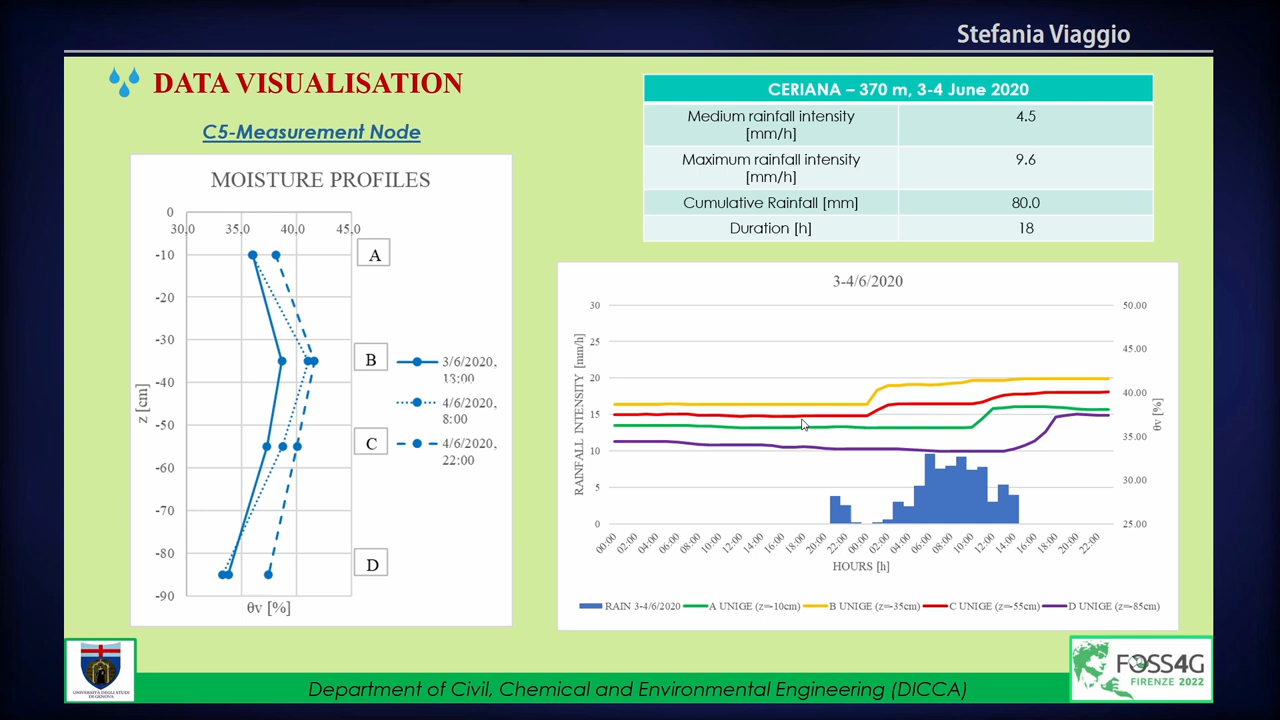 Stefania Viaggio
DATA VISUALISATION
C5-Measurement Node
MOISTURE PROFILES
0
30,0 35,0 40,0 45,0
-10
-20
-30
-40
-50
-60
-70
-80
-90
z [cm]
θv [%]
A
B
C
D
3/6/2020,
13:00
4/6/2020,
8:00
4/6/2020,
22:00
CERIANA – 370 m, 3-4 June 2020
Medium rainfall intensity
[mm/h]
4.5
Maximum rainfall intensity
[mm/h]
9.6
Cumulative Rainfall [mm]
80.0
Duration [h]
18
3-4/6/2020
30
25
20
15
10
5
0
RAINFALL INTENSITY [mm/h]
50.00
45.00
40.00
35.00
30.00
25.00
θv [%]
00:00 02:00 04:00 06:00 08:00 10:00 12:00 14:00 16:00 18:00 20:00 22:00 00:00 02:00 04:00 06:00 08:00 10:00 12:00 14:00 16:00 18:00 20:00 22:00
HOURS [h]
RAIN 3-4/6/2020 A UNIGE (z=-10cm) B UNIGE (z=-35cm) C UNIGE (z=-55cm) D UNIGE (z=-85cm)
UNIVERSITÀ DEGLI STUDI
DI GENOVA
Department of Civil, Chemical and Environmental Engineering (DICCA)
FOSS4G
FIRENZE 2022